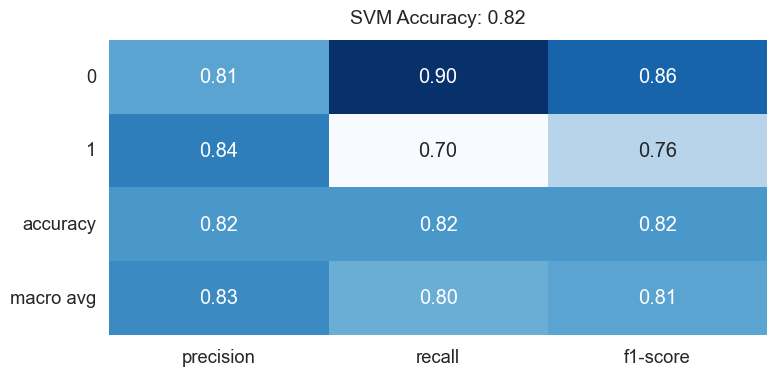 SVM Accuracy: 0.82
0 0.81 0.90 0.86
1 0.84 0.70 0.76
accuracy 0.82 0.82 0.82
macro avg 0.83 0.80 0.81
precision recall f1-score